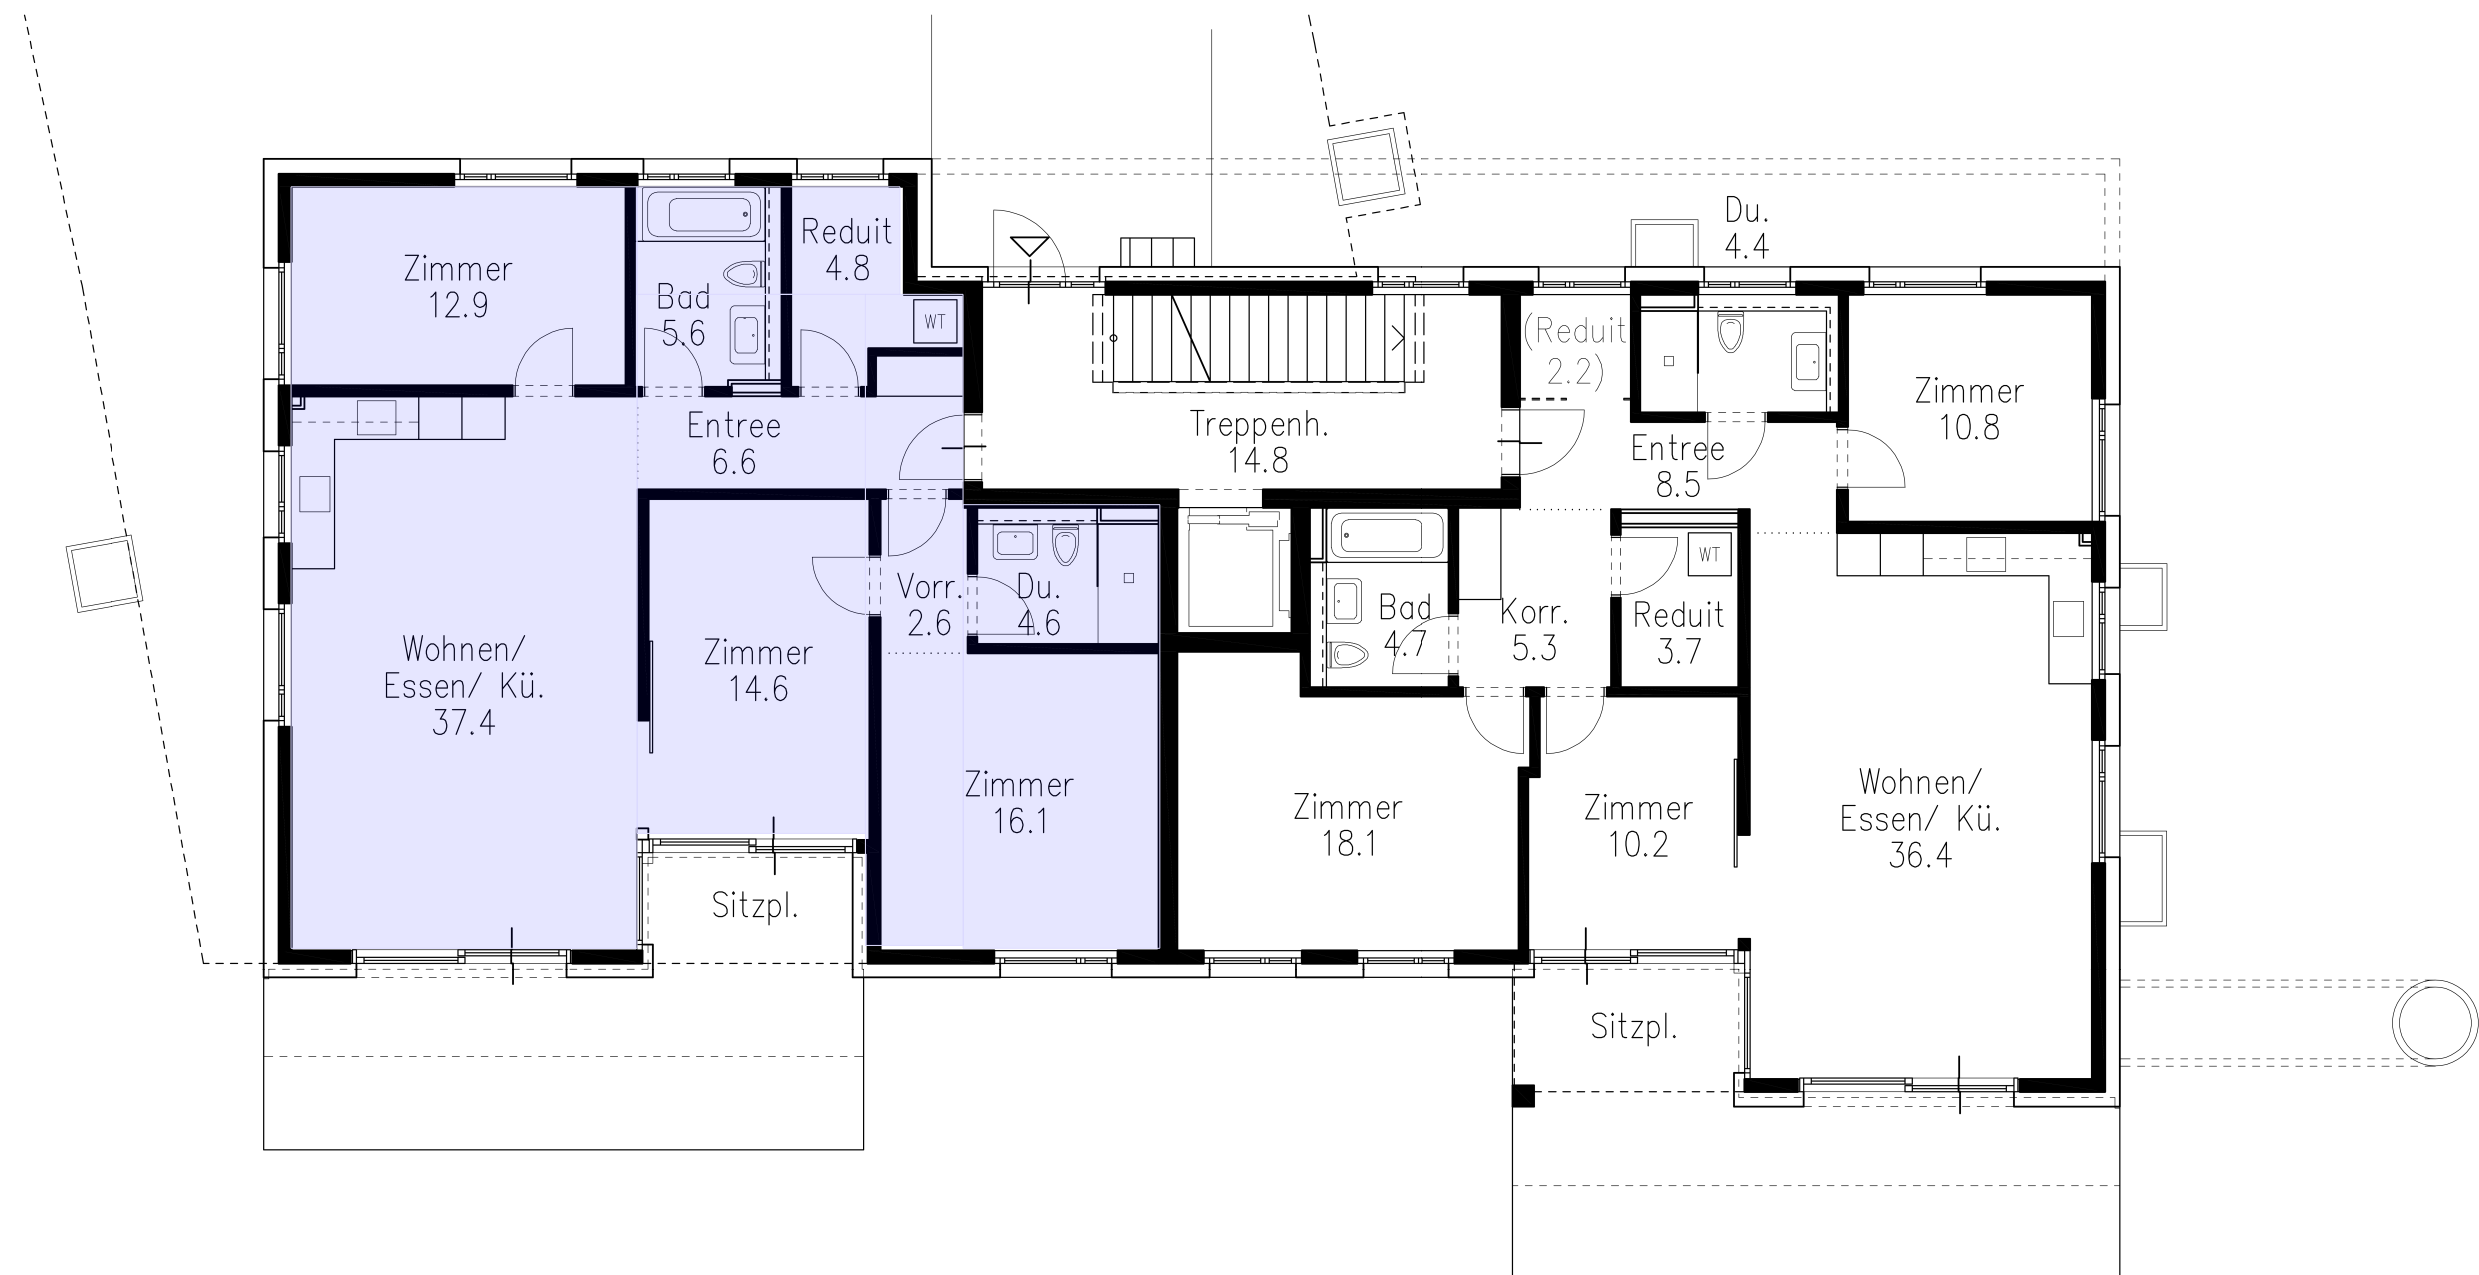 Zimmer
12.9
Bad
5.6
Reduit
4.8
WT
Entree
6.6
Wohnen/
Essen/ Kü.
37.4
Zimmer
14.6
Vorr.
2.6
Du.
4.6
Zimmer
16.1
Sitzpl.
Treppenh.
14.8
(Reduit
2.2)
Du.
4.4
Zimmer
10.8
Entree
8.5
Bad
4.7
Korr.
5.3
WT
Reduit
3.7
Zimmer
18.1
Zimmer
10.2
Wohnen/
Essen/ Kü.
36.4
Sitzpl.